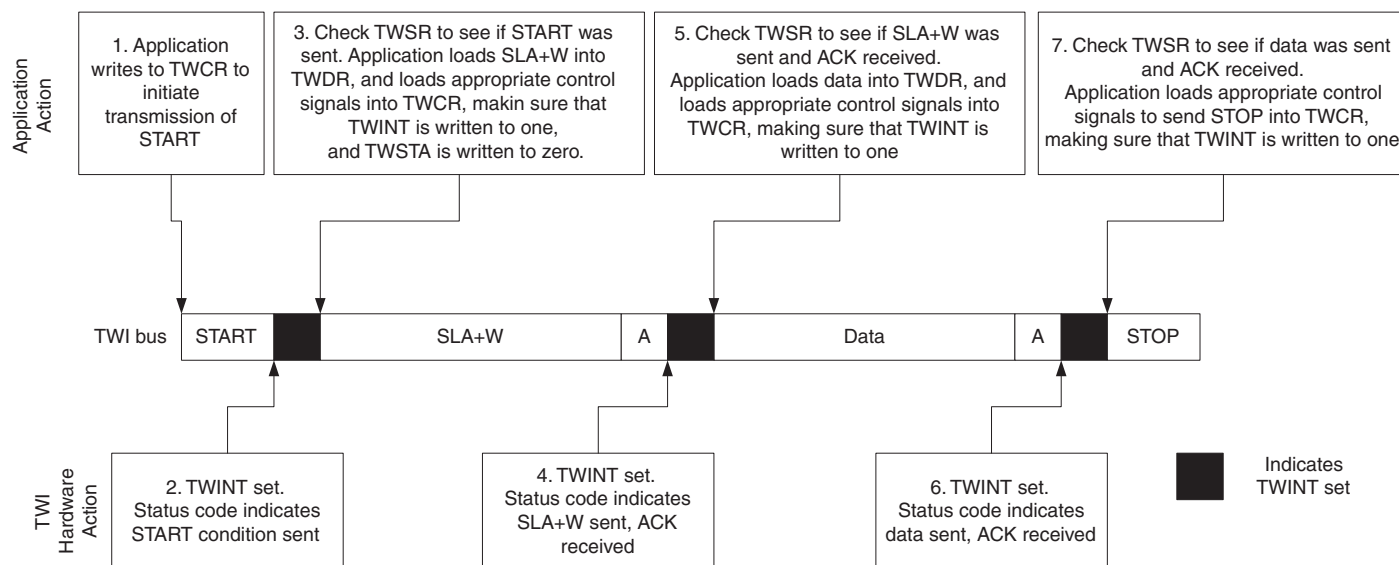 Application
Action
1. Application
writes to TWCR to
initiate
transmission of
START
3. Check TWSR to see if START was
sent. Application loads SLA+W into
TWDR, and loads appropriate control
signals into TWCR, makin sure that
TWINT is written to one,
and TWSTA is written to zero.
5. Check TWSR to see if SLA+W was
sent and ACK received.
Application loads data into TWDR, and
loads appropriate control signals into
TWCR, making sure that TWINT is
written to one
7. Check TWSR to see if data was sent
and ACK received.
Application loads appropriate control
signals to send STOP into TWCR,
making sure that TWINT is written to one
TWI bus
START
SLA+W
A
Data
A
STOP
TWI
Hardware
Action
2. TWINT set.
Status code indicates
START condition sent
4. TWINT set.
Status code indicates
SLA+W sent, ACK
received
6. TWINT set.
Status code indicates
data sent, ACK received
Indicates
TWINT set